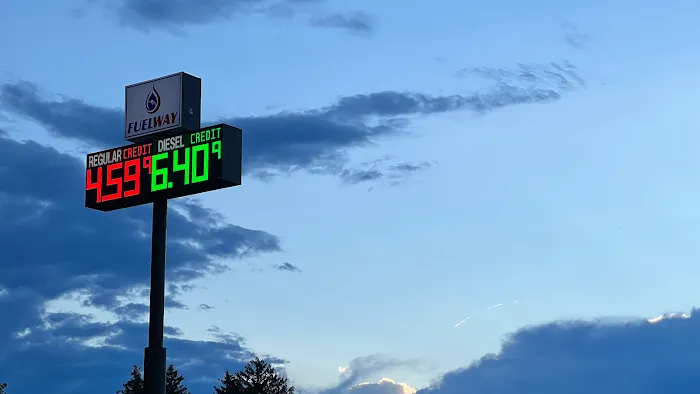 FUELWAY
REGULAR CREDIT DIESEL CREDIT
4.59⁹ 6.40⁹